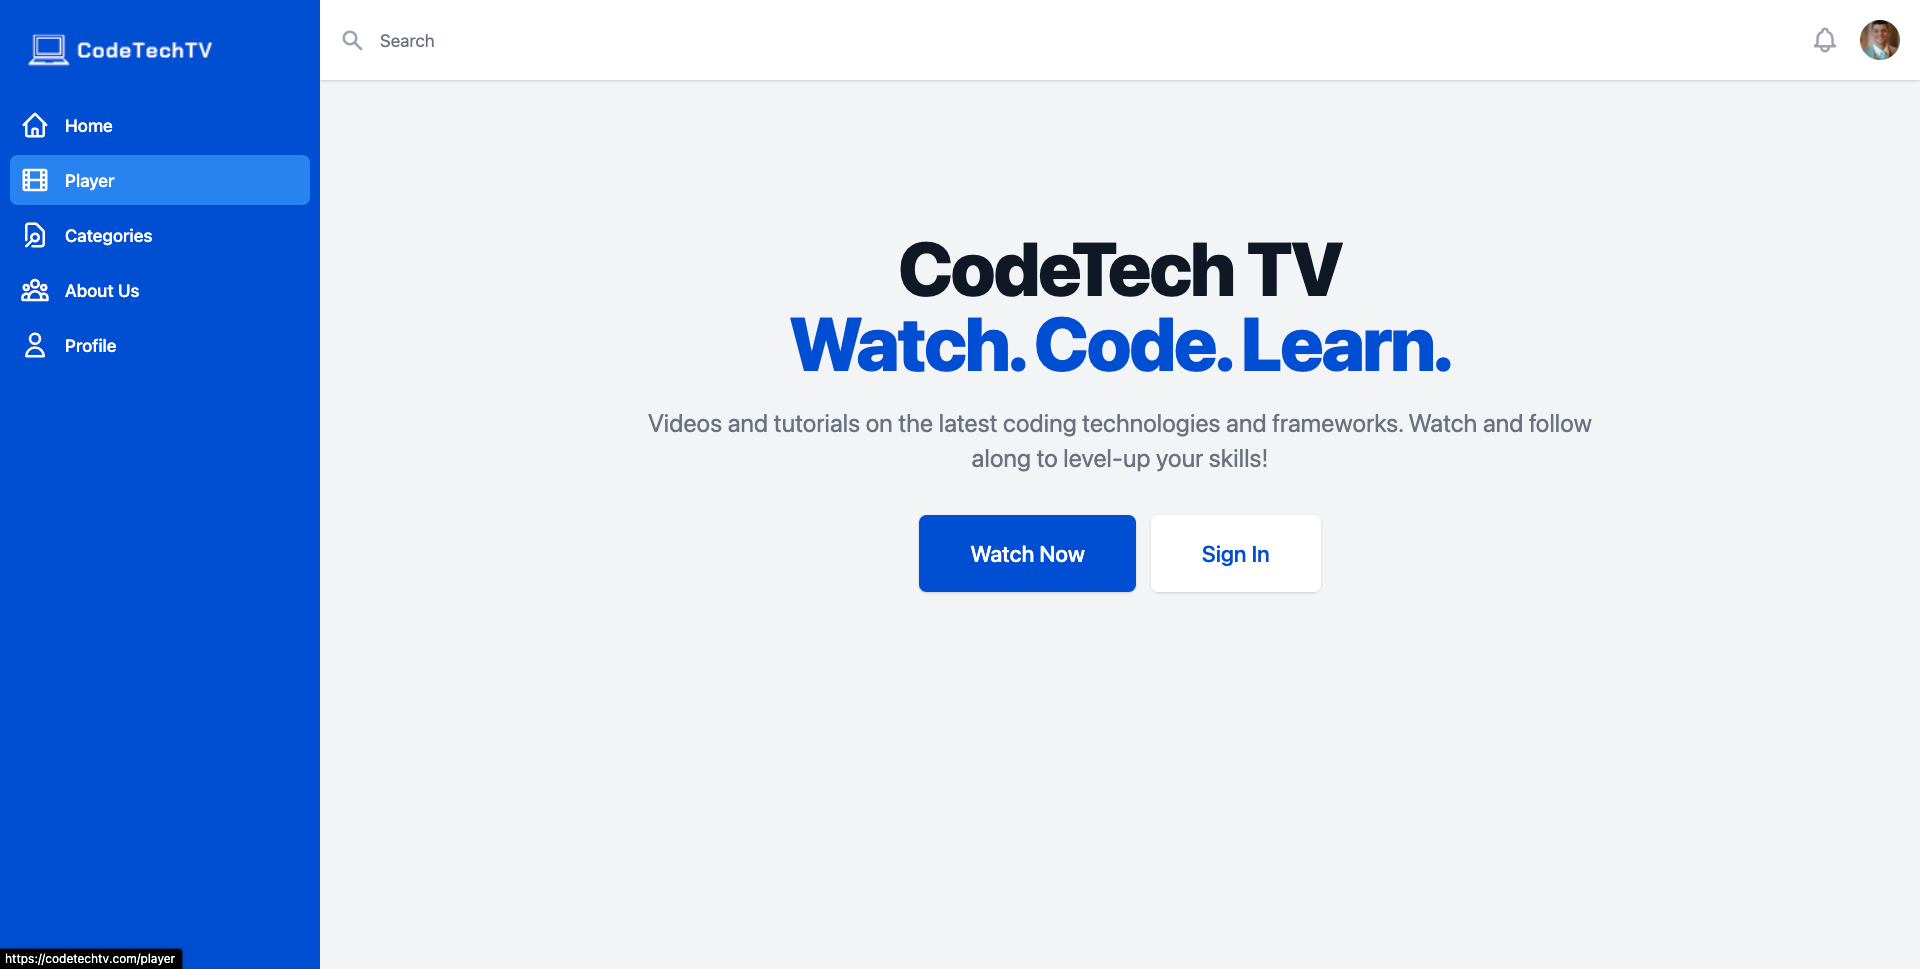 CodeTechTV
Search
Home
Player
Categories
About Us
Profile
CodeTech TV
Watch. Code. Learn.
Videos and tutorials on the latest coding technologies and frameworks. Watch and follow
along to level-up your skills!
Watch Now
Sign In
https://codetechtv.com/player